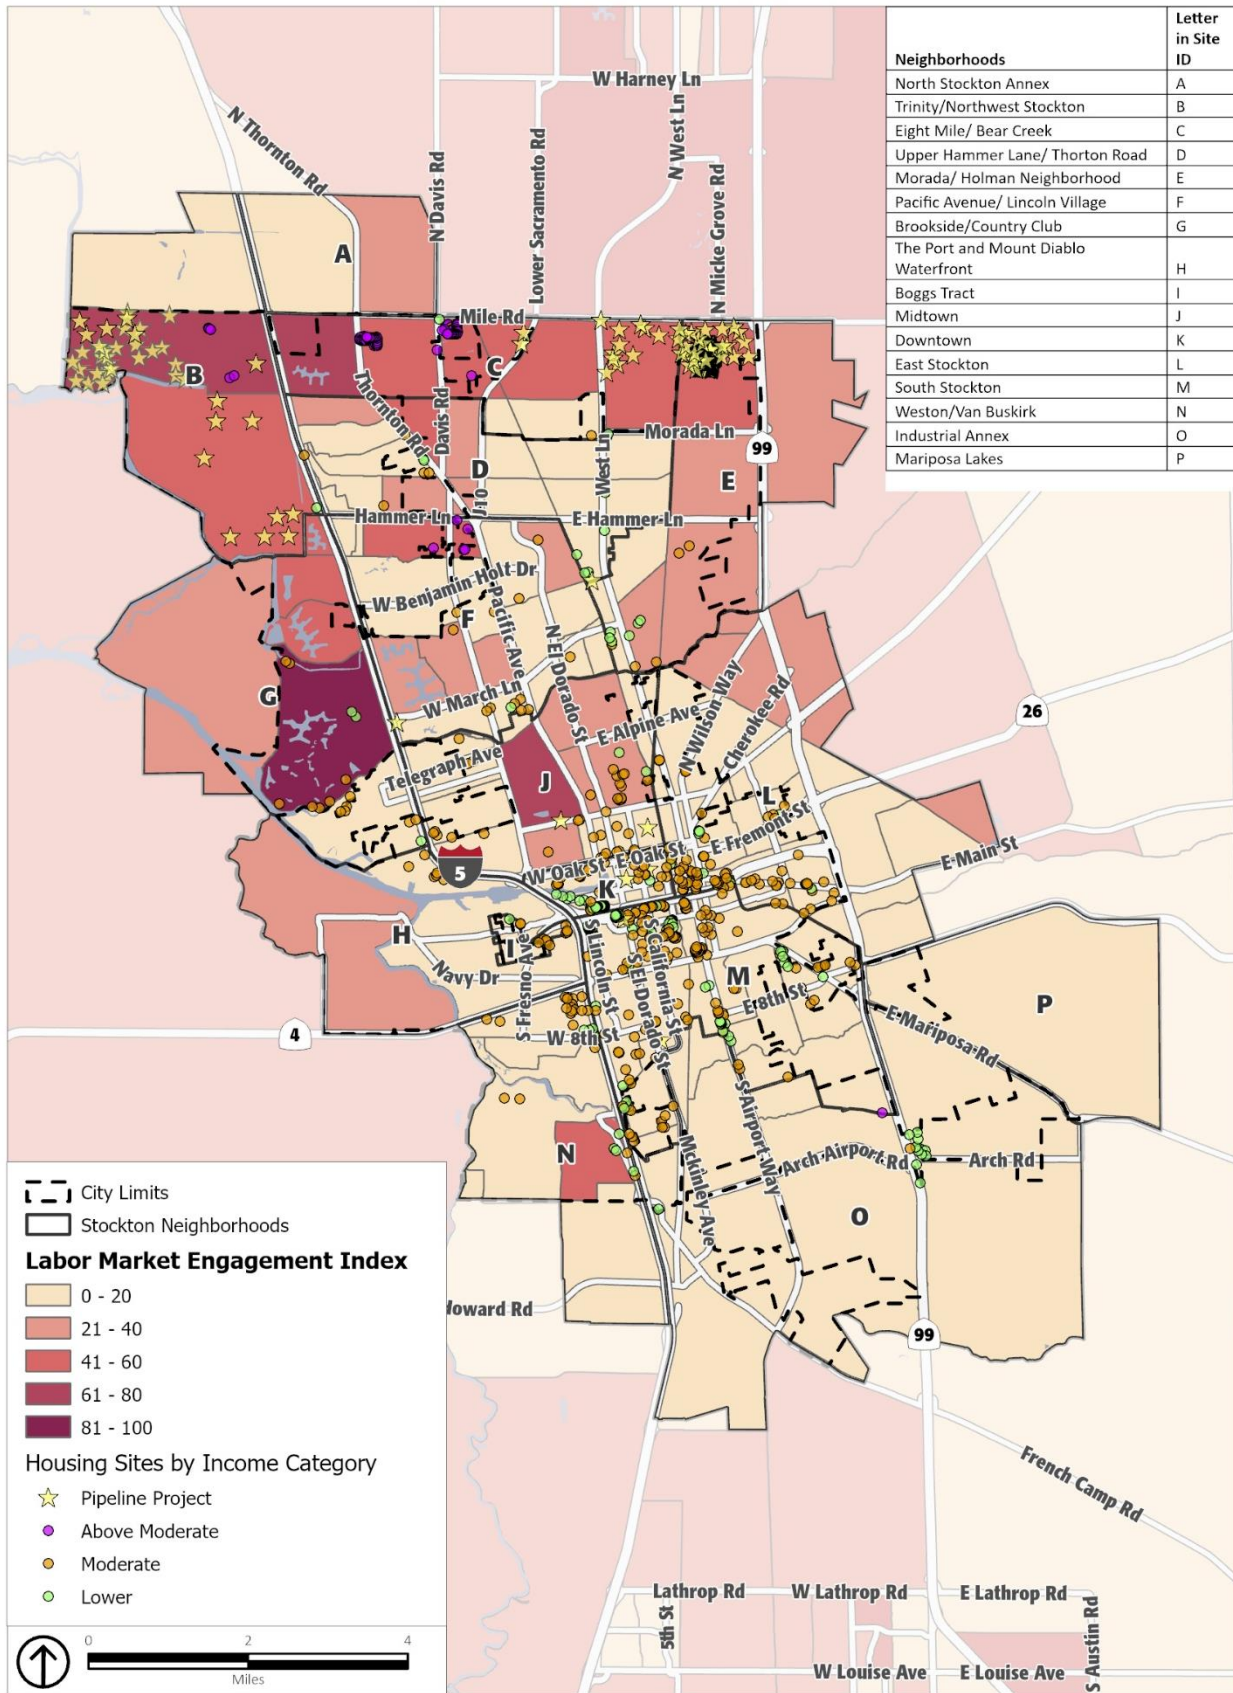 Neighborhoods Letter in Site ID
North Stockton Annex A
Trinity/Northwest Stockton B
Eight Mile/ Bear Creek C
Upper Hammer Lane/ Thorton Road D
Morada/ Holman Neighborhood E
Pacific Avenue/ Lincoln Village F
Brookside/Country Club G
The Port and Mount Diablo
Waterfront H
Boggs Tract I
Midtown J
Downtown K
East Stockton L
South Stockton M
Weston/Van Buskirk N
Industrial Annex O
Mariposa Lakes P
W Harney Ln
N Thornton Rd
N Davis Rd
Lower Sacramento Rd
N West Ln
N Micke Grove Rd
A
Mile Rd
B
C
Thornton Rd
Davis Rd
West Ln
Morada Ln
99
D
E
J 10
Hammer Ln
E Hammer Ln
W Benjamin Holt Dr
F
Pacific Ave
N El Dorado St
G
W March Ln
E Alpine Ave
N Wilson Way
Cherokee Rd
26
Telegraph Ave
J
L
E Fremont St
E Main St
W Oak St
E Oak St
5
K
H
I
Navy Dr
S Fresno Ave
S Lincoln St
S El Dorado St
S California St
M
E 8th St
P
4
W 8th St
E Mariposa Rd
S Airport Way
N
Mckinley Ave
Arch Airport Rd
Arch Rd
O
Howard Rd
99
French Camp Rd
Lathrop Rd
W Lathrop Rd
E Lathrop Rd
5th St
S Austin Rd
W Louise Ave
E Louise Ave
City Limits
Stockton Neighborhoods
Labor Market Engagement Index
0 - 20
21 - 40
41 - 60
61 - 80
81 - 100
Housing Sites by Income Category
Pipeline Project
Above Moderate
Moderate
Lower
0 2 4
Miles